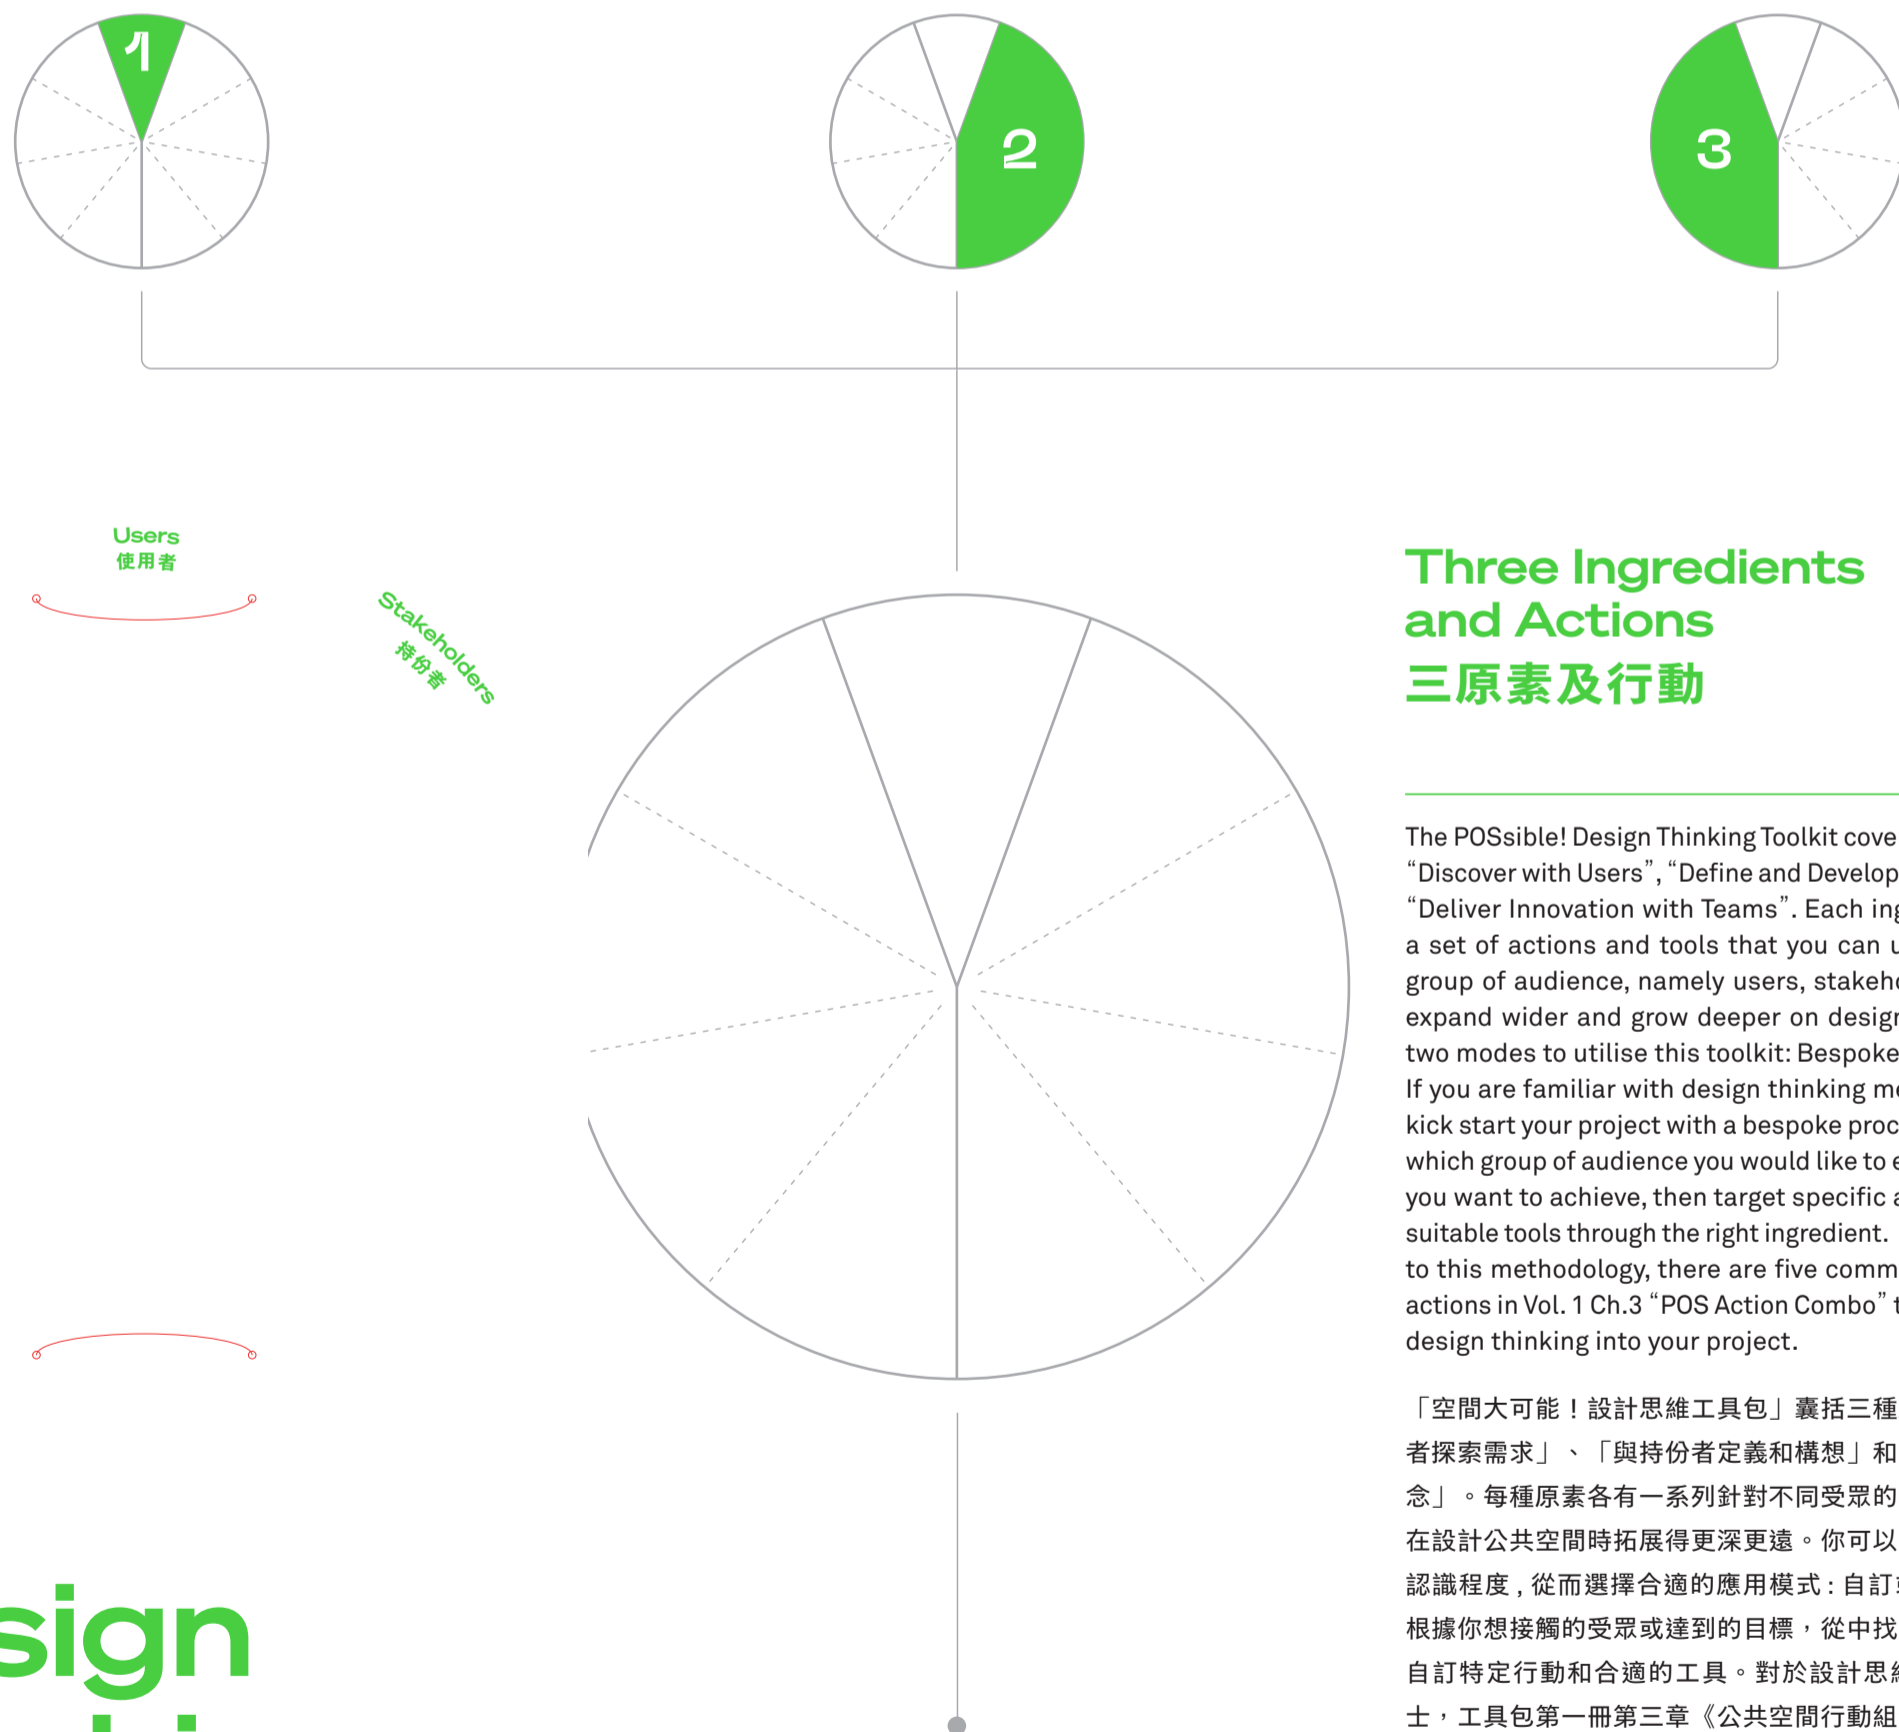 1
2
3
Users
使用者
Stakeholders
持份者
Three Ingredients
and Actions
三原素及行動
The POSsible! Design Thinking Toolkit
“Discover with Users”, “Define and Develop
“Deliver Innovation with Teams”. Each
a set of actions and tools that you can
group of audience, namely users,
expand wider and grow deeper on
two modes to utilise this toolkit: Bespoke
If you are familiar with design thinking
kick start your project with a bespoke
which group of audience you would like to
you want to achieve, then target specific
suitable tools through the right ingredient.
to this methodology, there are five
actions in Vol. 1 Ch.3 “POS Action Combo”
design thinking into your project.
「空間大可能！設計思維工具包」囊括三種
者探索需求」、「與持份者定義和構想」和
念」。每種原素各有一系列針對不同受眾的
在設計公共空間時拓展得更深更遠。你可以
認識程度 , 從而選擇合適的應用模式 : 自訂
根據你想接觸的受眾或達到的目標，從中找
自訂特定行動和合適的工具。對於設計思
士，工具包第一冊第三章《公共空間行動組
sign